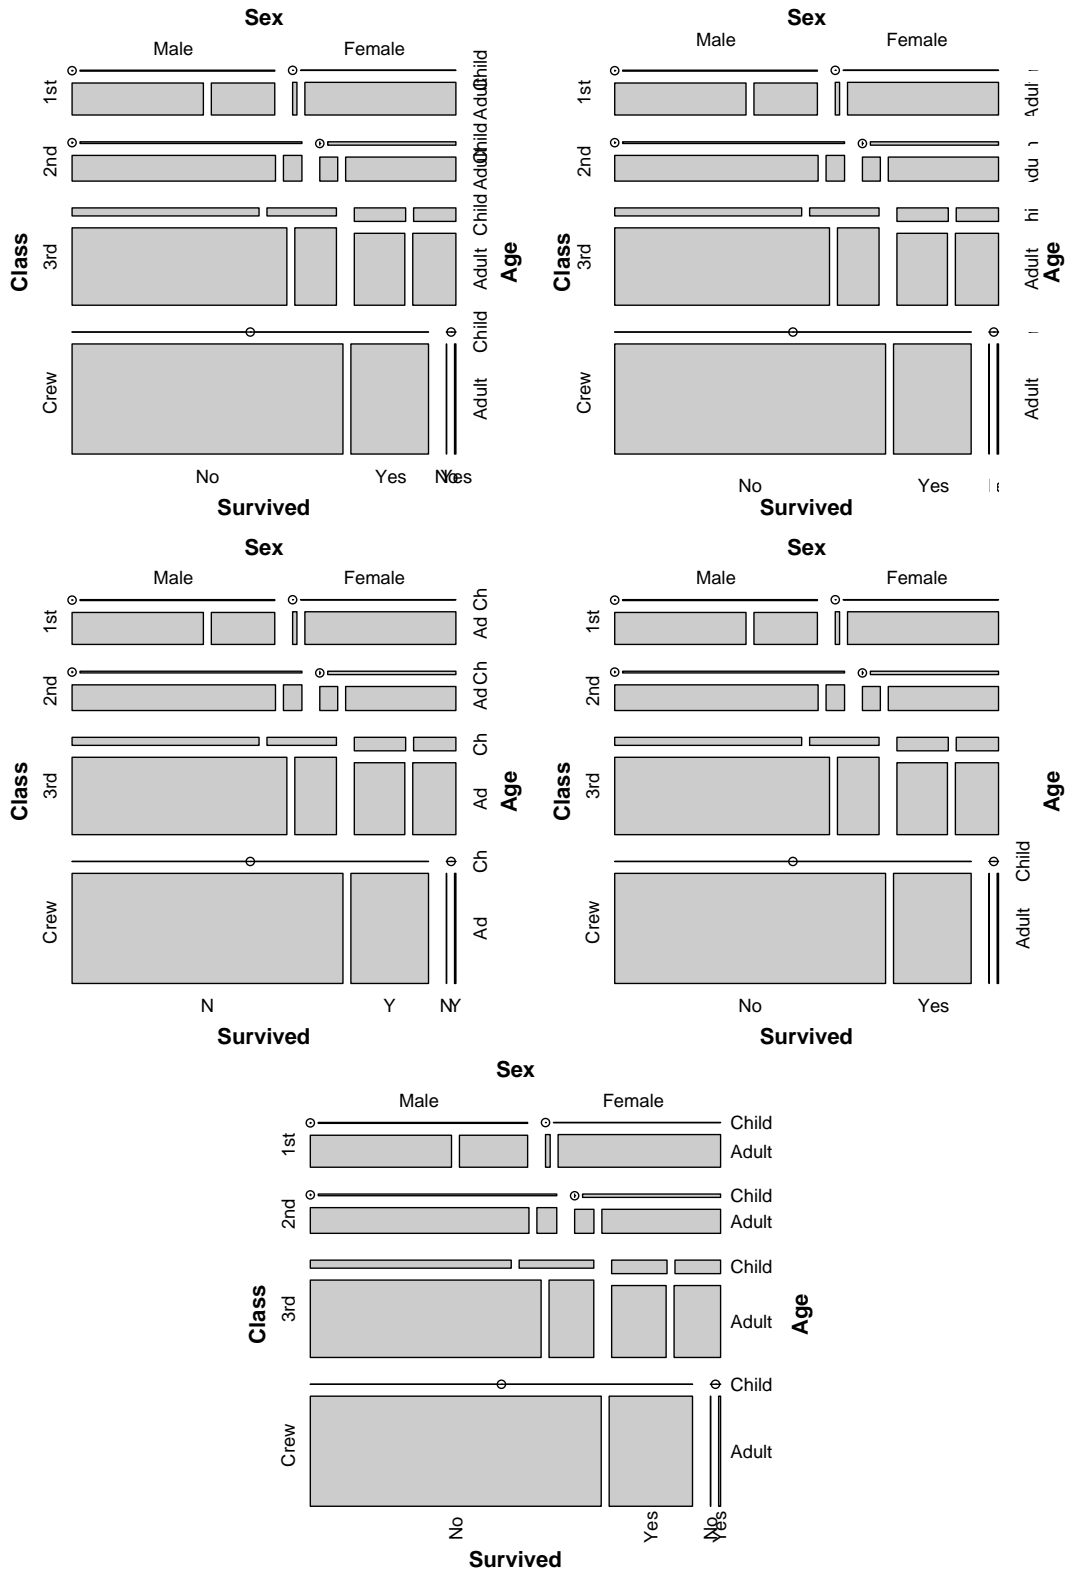 Sex
Male Female
Class
1st
2nd
3rd
Crew
Child
Adult
Child
Adult
Child
Adult
Child
Adult
Age
No Yes No Yes
Survived
Sex
Male Female
Class
1st
2nd
3rd
Crew
Adult
Adult
Age
No Yes
Survived
Sex
Male Female
Class
1st
2nd
3rd
Crew
Ch
Ad
Ch
Ad
Ch
Ad
Ch
Ad
Age
N Y N Y
Survived
Sex
Male Female
Class
1st
2nd
3rd
Crew
Child
Adult
Age
No Yes
Survived
Sex
Male Female
Class
1st
2nd
3rd
Crew
Child
Adult
Child
Adult
Child
Adult
Child
Adult
Age
No Yes No Yes
Survived